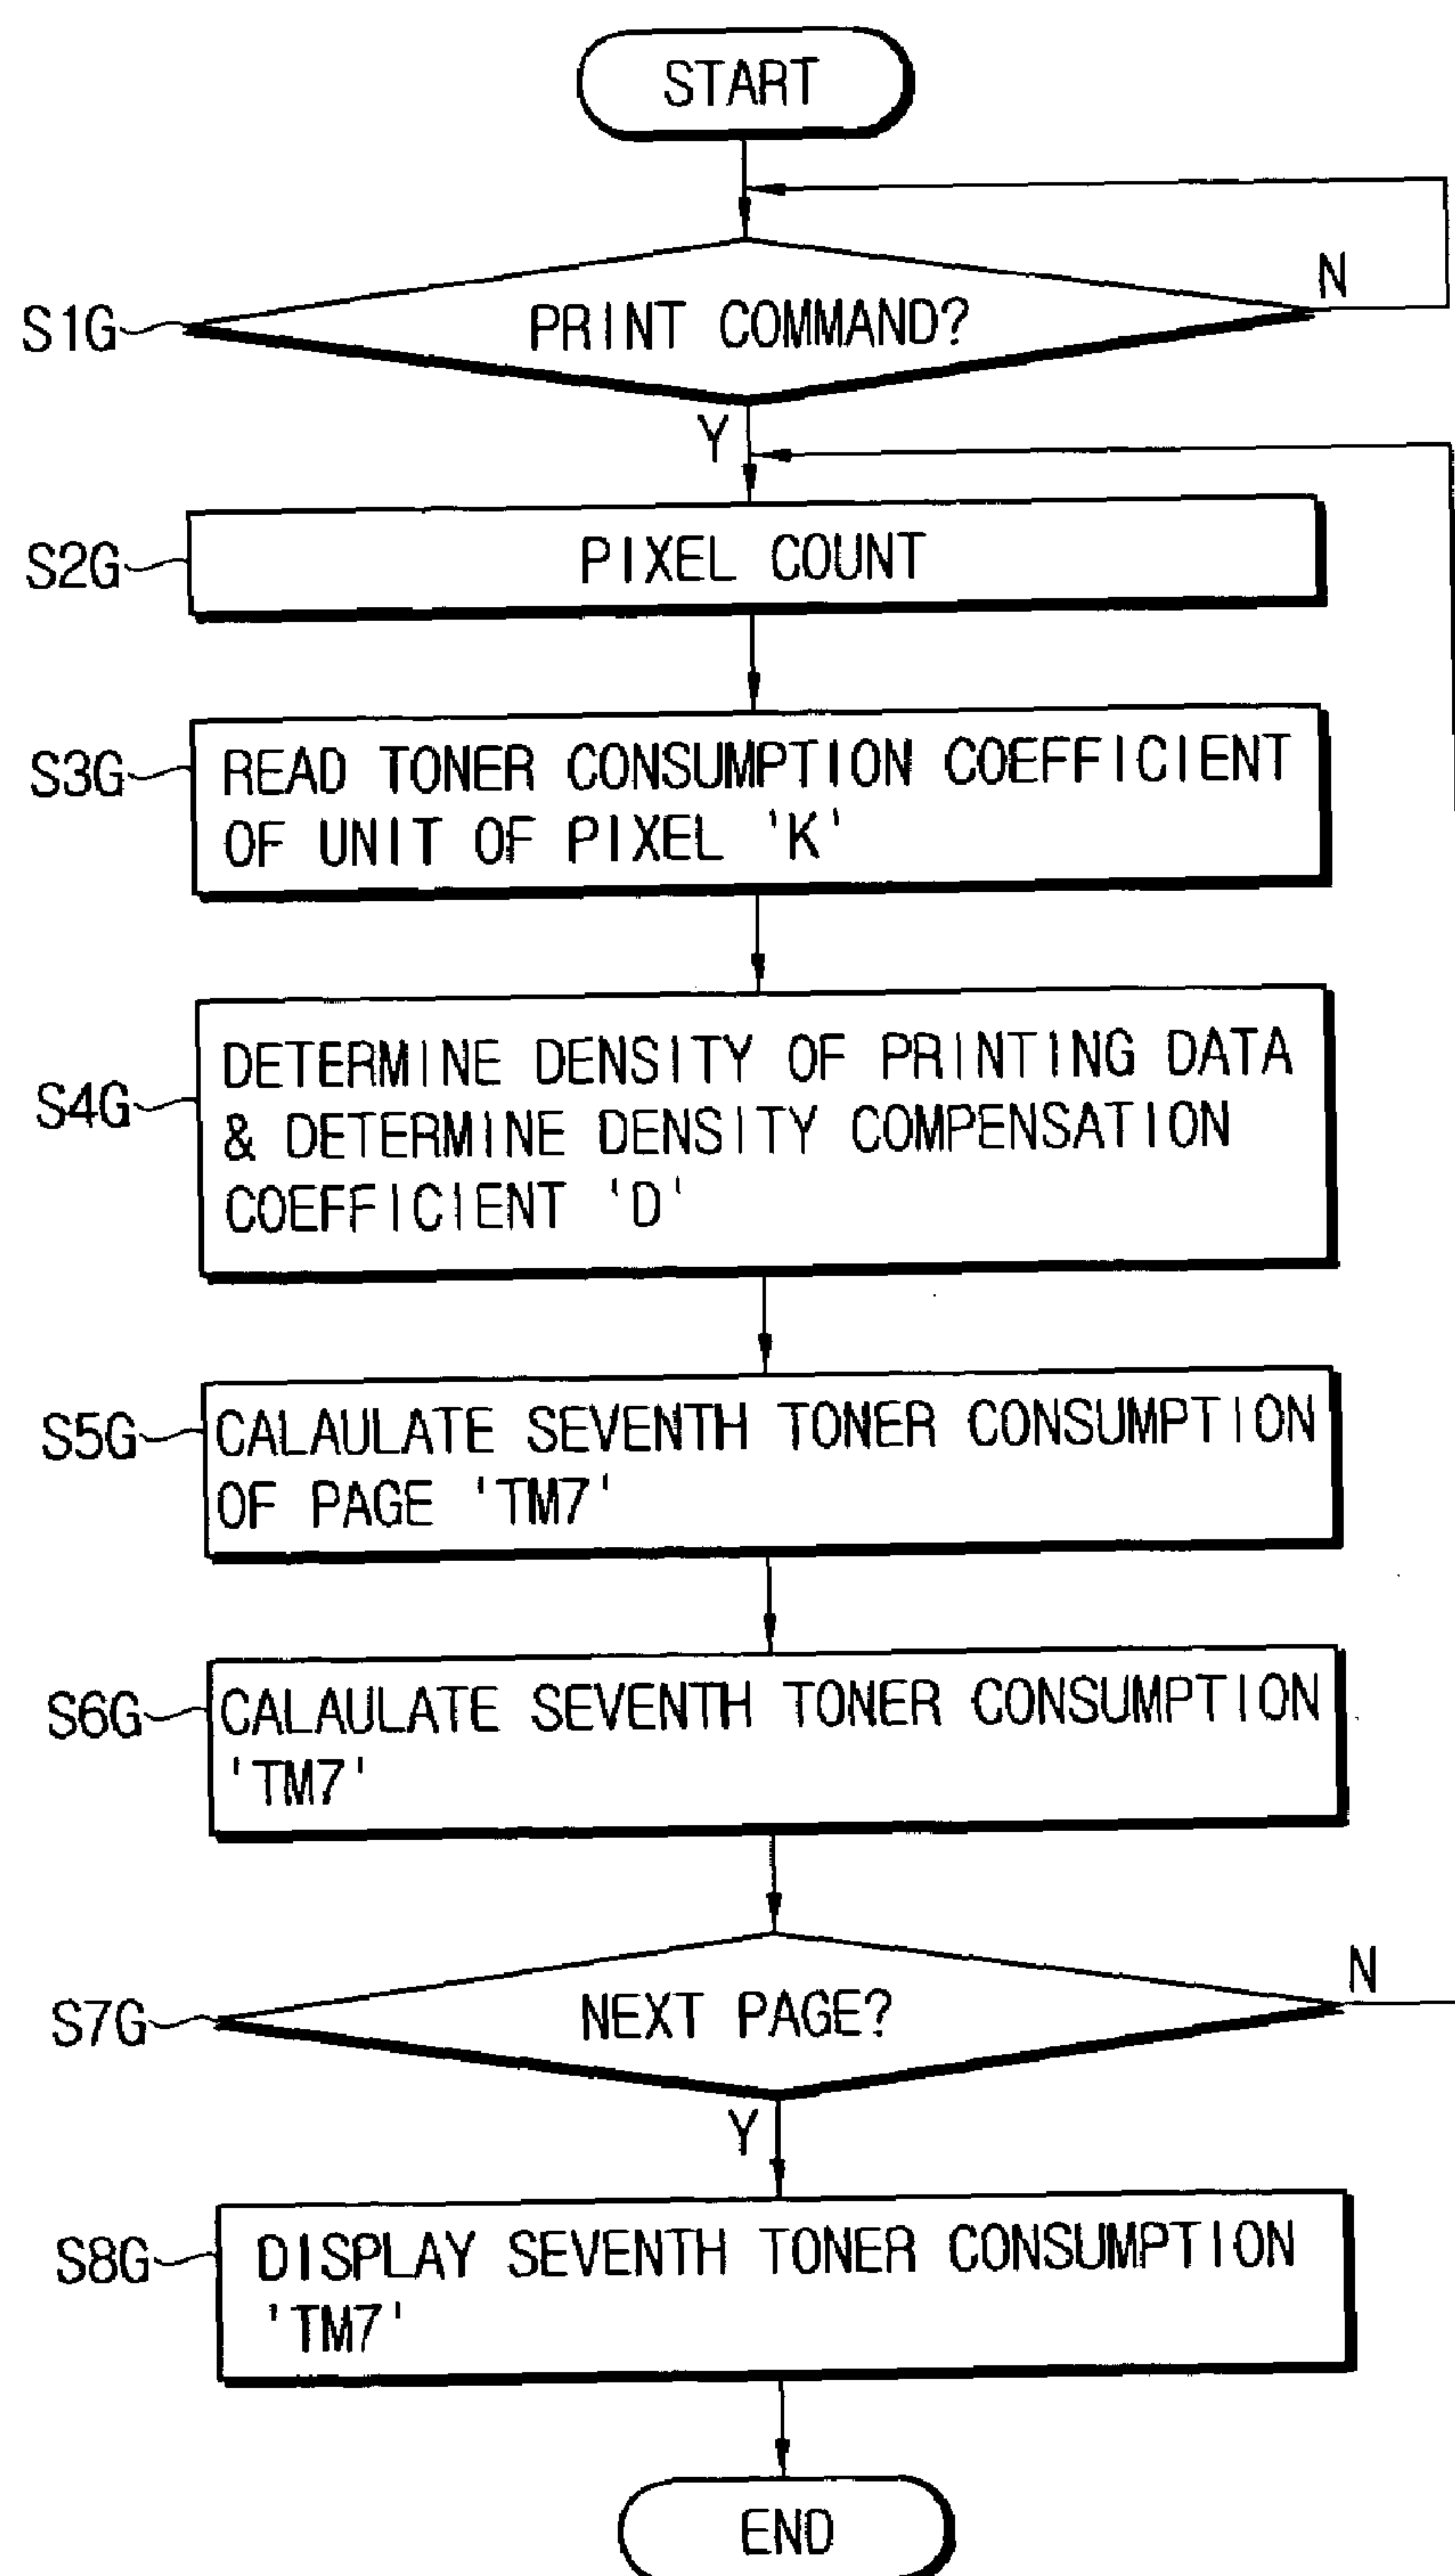 START
N
S1G
PRINT COMMAND?
Y
S2G
PIXEL COUNT
S3G
READ TONER CONSUMPTION COEFFICIENT
OF UNIT OF PIXEL 'K'
S4G
DETERMINE DENSITY OF PRINTING DATA
& DETERMINE DENSITY COMPENSATION
COEFFICIENT 'D'
S5G
CALAULATE SEVENTH TONER CONSUMPTION
OF PAGE 'TM7'
S6G
CALAULATE SEVENTH TONER CONSUMPTION
'TM7'
N
S7G
NEXT PAGE?
Y
S8G
DISPLAY SEVENTH TONER CONSUMPTION
'TM7'
END